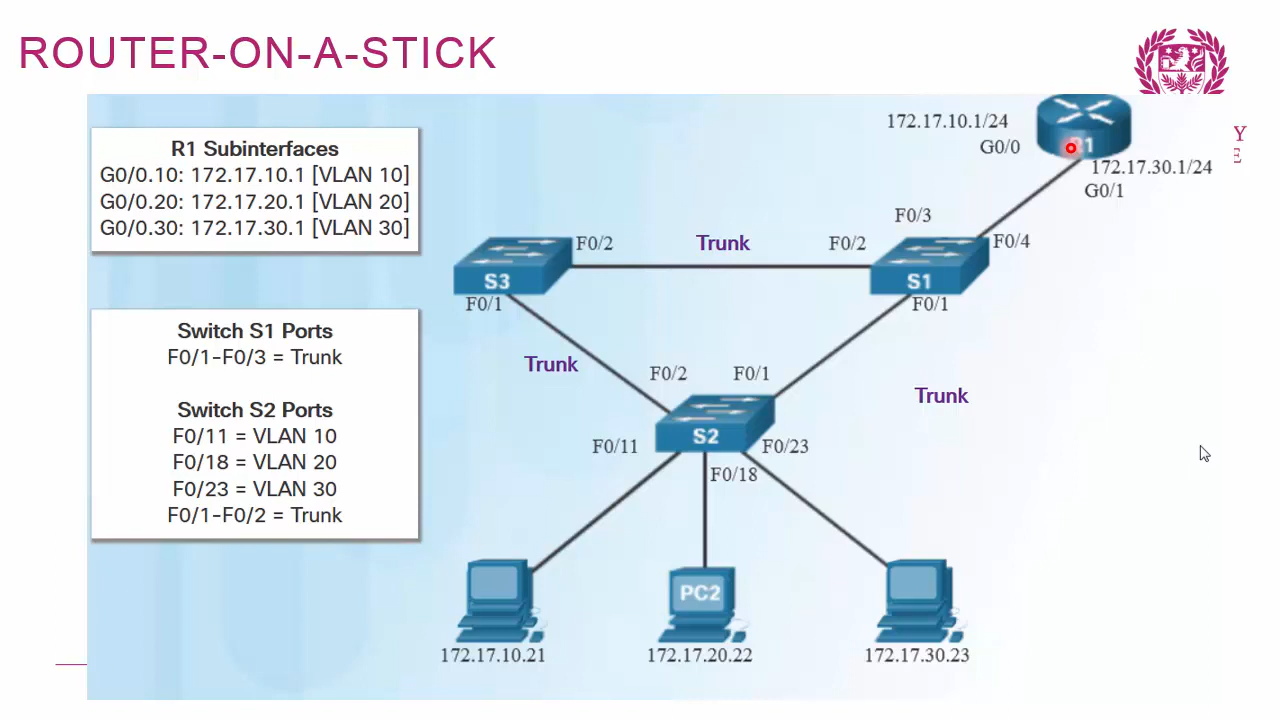 ROUTER-ON-A-STICK
Y
E
R1 Subinterfaces
G0/0.10: 172.17.10.1 [VLAN 10]
G0/0.20: 172.17.20.1 [VLAN 20]
G0/0.30: 172.17.30.1 [VLAN 30]
Switch S1 Ports
F0/1-F0/3 = Trunk
Switch S2 Ports
F0/11 = VLAN 10
F0/18 = VLAN 20
F0/23 = VLAN 30
F0/1-F0/2 = Trunk
172.17.10.1/24
G0/0
R1
172.17.30.1/24
G0/1
F0/3
F0/2
Trunk
F0/2
F0/4
S3
S1
F0/1
F0/1
Trunk
F0/2
F0/1
Trunk
S2
F0/11
F0/23
F0/18
PC2
172.17.10.21
172.17.20.22
172.17.30.23